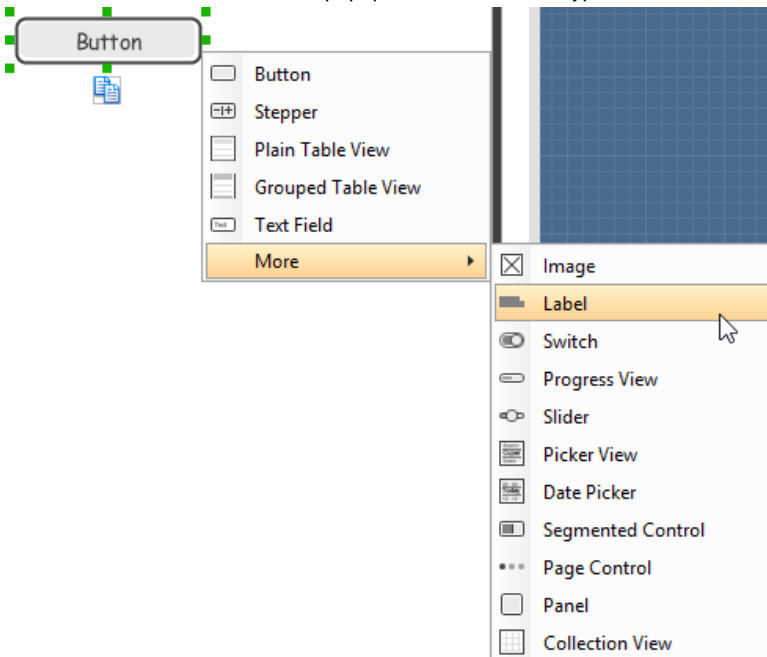 Button
Button
Stepper
Plain Table View
Grouped Table View
Text Field
More
Image
Label
Switch
Progress View
Slider
Picker View
Date Picker
Segmented Control
Page Control
Panel
Collection View